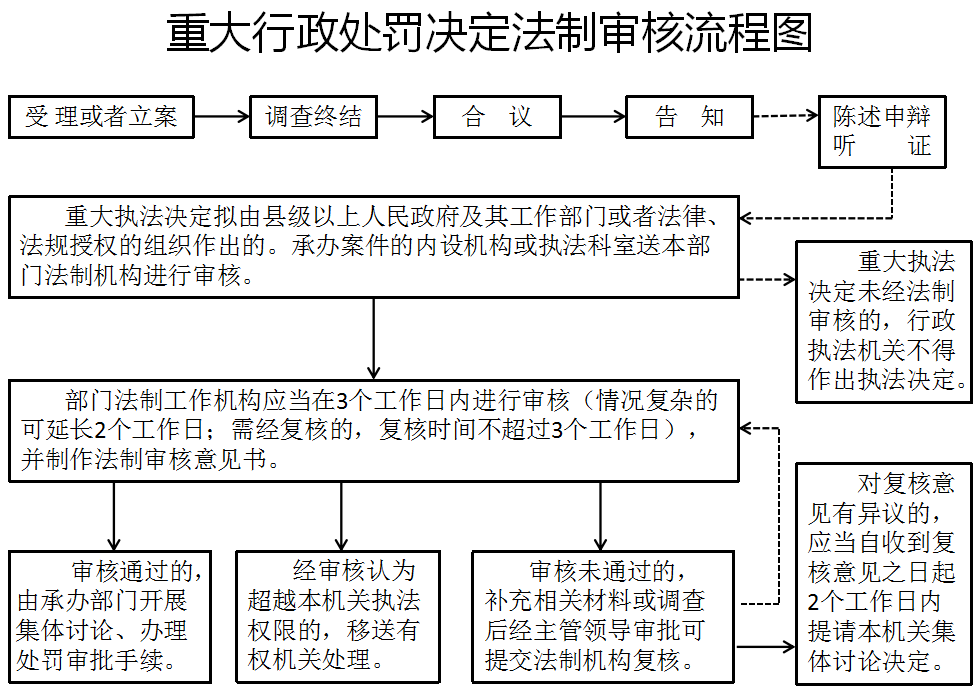 重大行政处罚决定法制审核流程图
受 理或者立案
调查终结
合 议
告 知
陈述申辩
听 证
重大执法决定拟由县级以上人民政府及其工作部门或者法律、
法规授权的组织作出的。承办案件的内设机构或执法科室送本部
门法制机构进行审核。
重大执法
决定未经法制
审核的，行政
执法机关不得
作出执法决定。
部门法制工作机构应当在3个工作日内进行审核（情况复杂的
可延长2个工作日；需经复核的，复核时间不超过3个工作日），
并制作法制审核意见书。
审核通过的，
由承办部门开展
集体讨论、办理
处罚审批手续。
经审核认为
超越本机关执法
权限的，移送有
权机关处理。
审核未通过的，
补充相关材料或调查
后经主管领导审批可
提交法制机构复核。
对复核意
见有异议的，
应当自收到复
核意见之日起
2个工作日内
提请本机关集
体讨论决定。